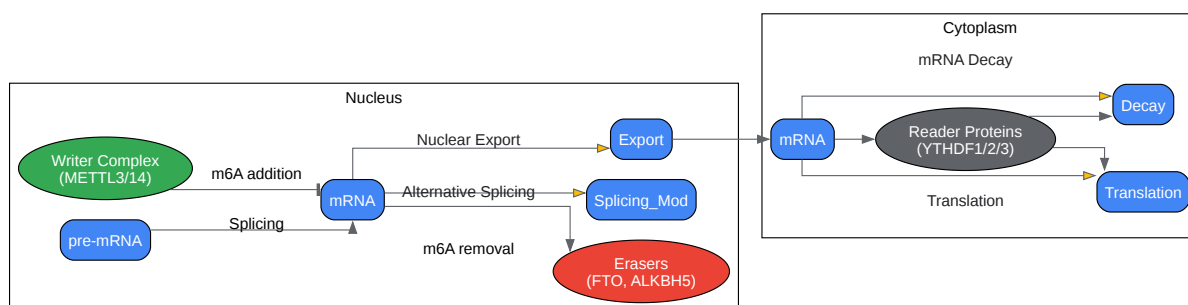 Cytoplasm
mRNA Decay
Nucleus
Decay
Nuclear Export
Export
mRNA
Reader Proteins
(YTHDF1/2/3)
Writer Complex
(METTL3/14)
m6A addition
mRNA
Alternative Splicing
Splicing_Mod
Translation
Translation
pre-mRNA
Splicing
m6A removal
Erasers
(FTO, ALKBH5)